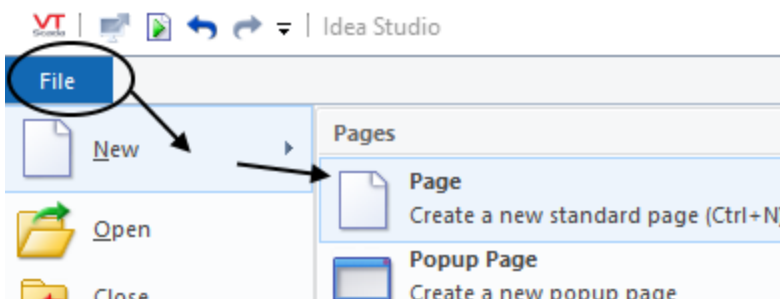 VT
Scada
Idea Studio
File
New
Pages
Page
Create a new standard page (Ctrl+N)
Open
Popup Page
Create a new popup page
Close